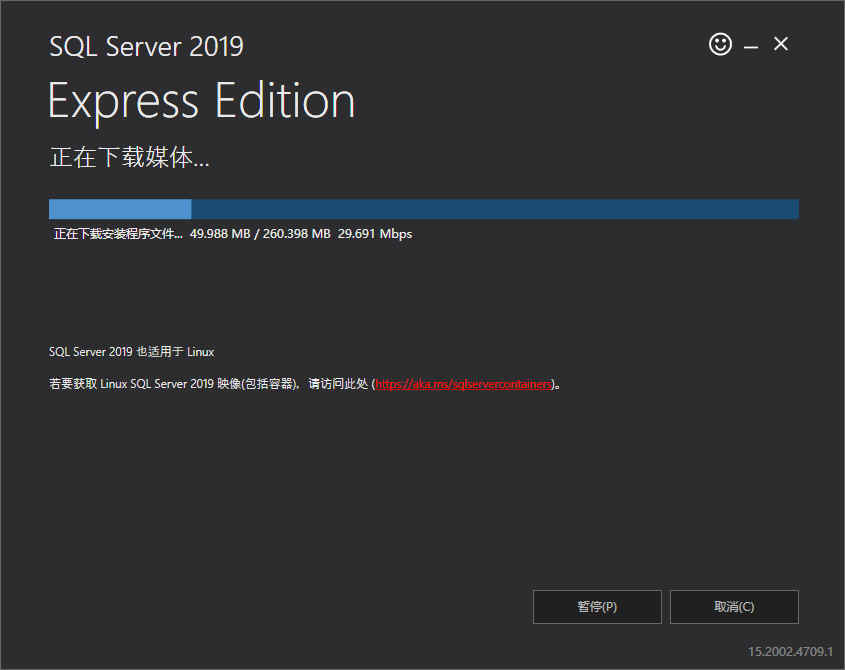 SQL Server 2019
Express Edition
正在下载媒体...
正在下载安装程序文件... 49.988 MB / 260.398 MB 29.691 Mbps
SQL Server 2019 也适用于 Linux
若要获取 Linux SQL Server 2019 映像(包括容器)，请访问此处 (https://aka.ms/sqlservercontainers)。
暂停(P)
取消(C)
15.2002.4709.1